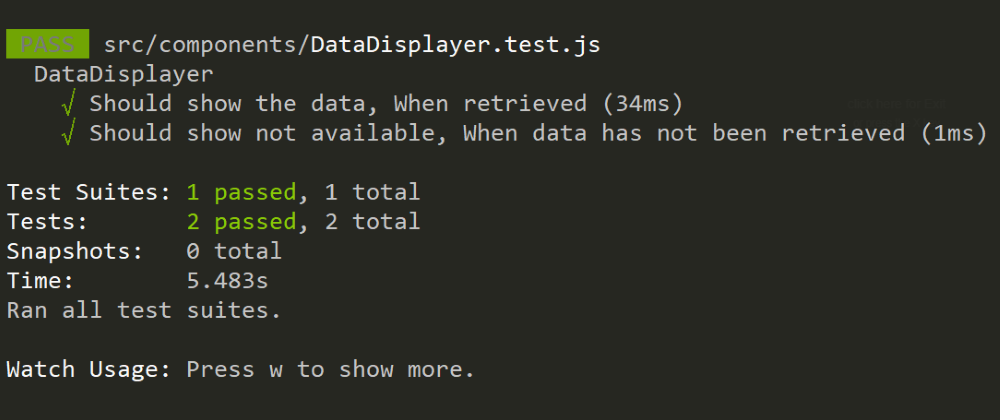 PASS src/components/DataDisplayer.test.js
DataDisplayer
√ Should show the data, When retrieved (34ms)
√ Should show not available, When data has not been retrieved (1ms)
Test Suites: 1 passed, 1 total
Tests: 2 passed, 2 total
Snapshots: 0 total
Time: 5.483s
Ran all test suites.
Watch Usage: Press w to show more.